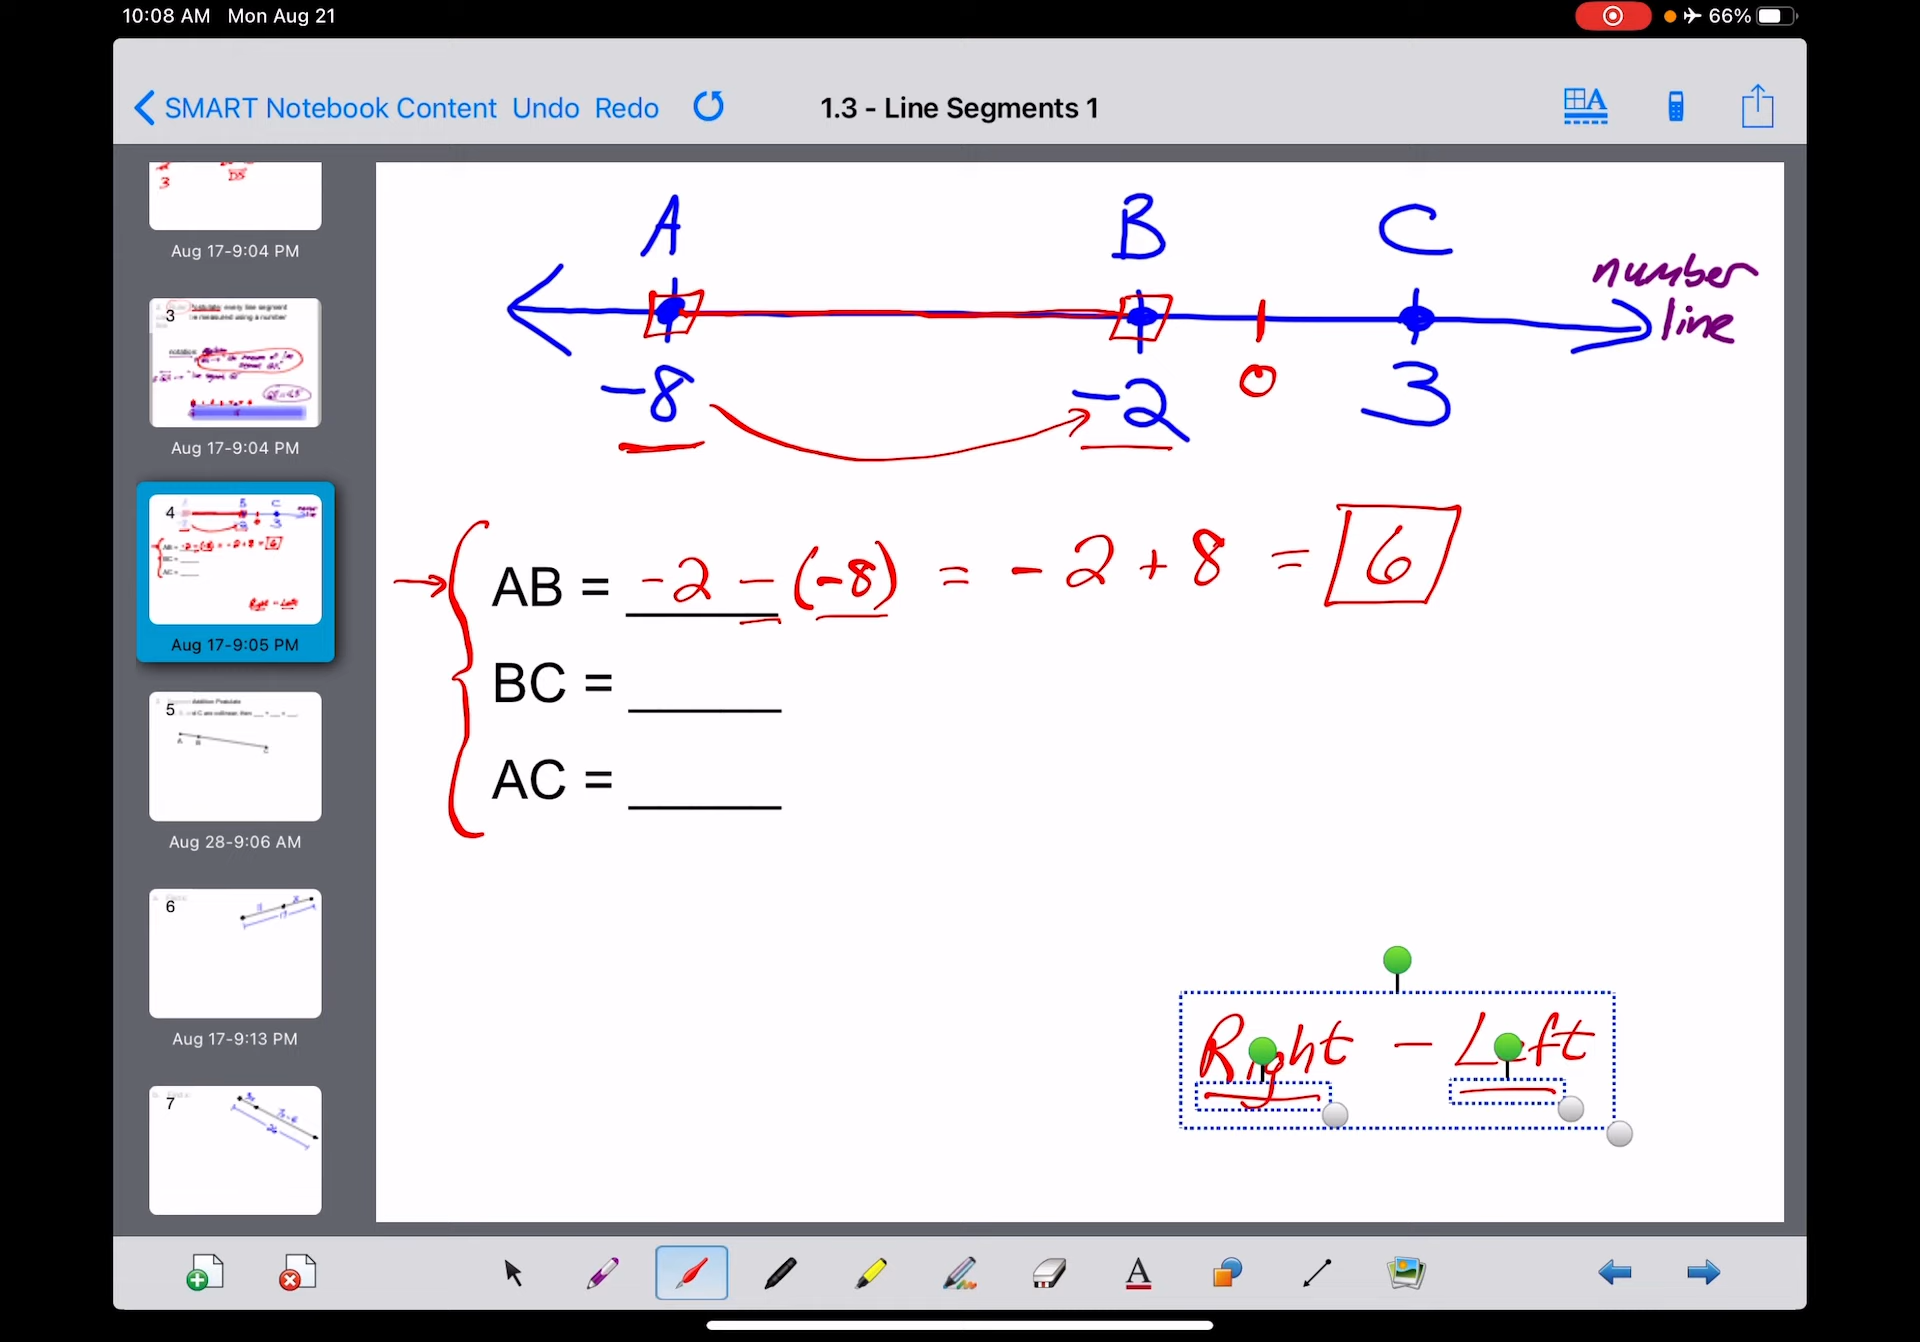 10:08 AM Mon Aug 21
66%
SMART Notebook Content Undo Redo
1.3 - Line Segments 1
3
Aug 17-9:04 PM
3
Aug 17-9:04 PM
4
Aug 17-9:05 PM
5
Aug 28-9:06 AM
6
Aug 17-9:13 PM
7
A B C
number
line
-8 -2 0 3
AB = -2 - (-8) = -2 + 8 = 6
BC = ______
AC = ______
Right - Left
A